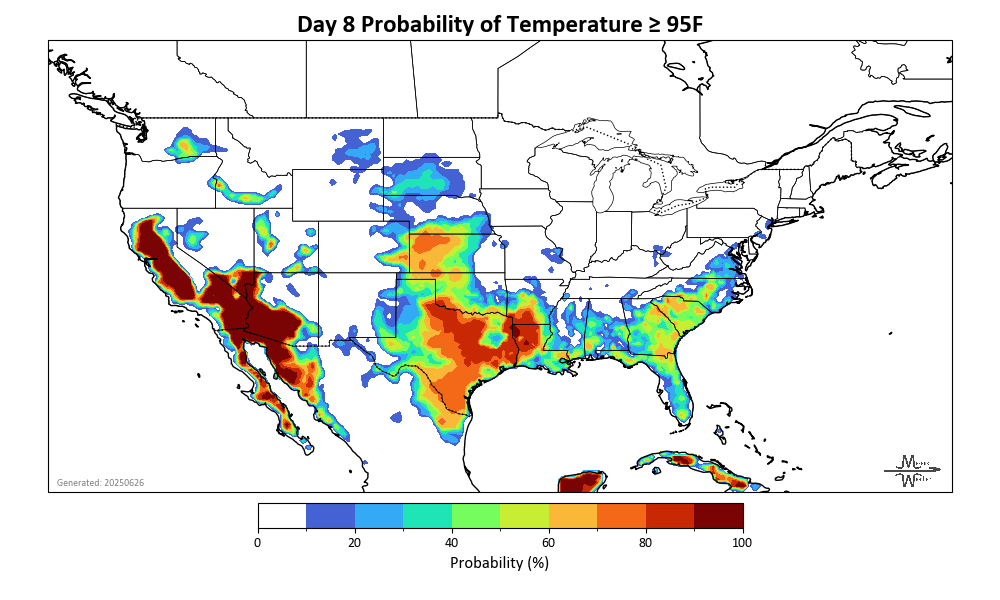 Day 8 Probability of Temperature ≥ 95F
Generated: 20250626
0 20 40 60 80 100
Probability (%)